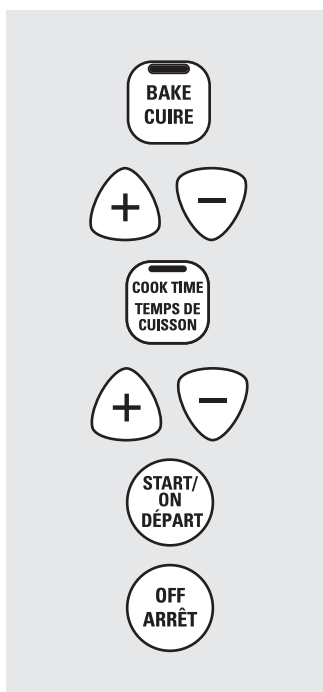 BAKE
CUIRE
+ −
COOK TIME
TEMPS DE
CUISSON
+ −
START/
ON
DÉPART
OFF
ARRÊT